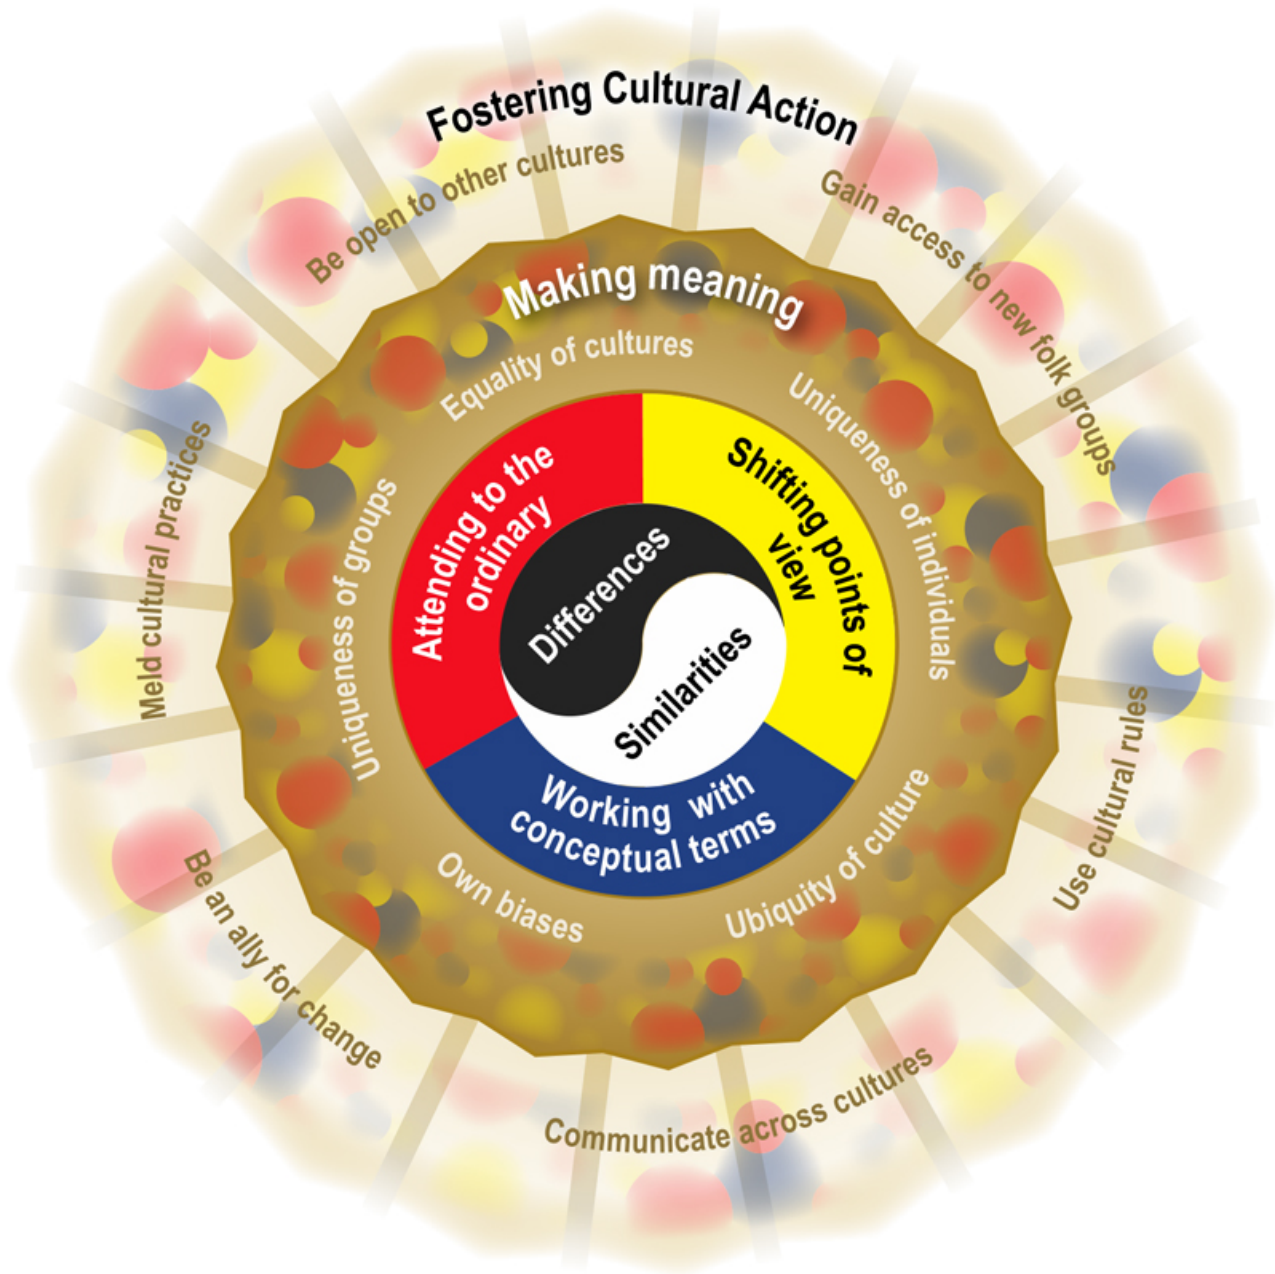 Fostering Cultural Action
Be open to other cultures
Gain access to new folk groups
Use cultural rules
Communicate across cultures
Be an ally for change
Meld cultural practices
Making meaning
Equality of cultures
Uniqueness of individuals
Ubiquity of culture
Own biases
Uniqueness of groups
Attending to the
ordinary
Shifting points of
view
Working with
conceptual terms
Differences
Similarities